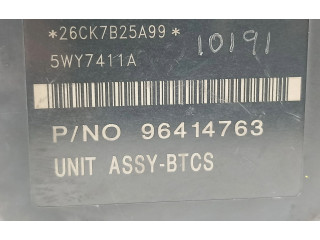 *26CK7B25A99*
10191
5WY7411A
P/NO 96414763
UNIT ASSY-BTCS